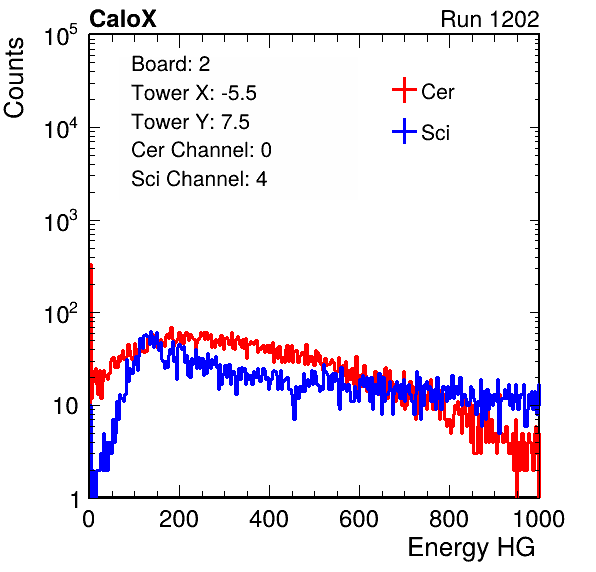 CaloX Run 1202
Board: 2
Tower X: -5.5
Tower Y: 7.5
Cer Channel: 0
Sci Channel: 4
Cer
Sci
Counts
10^5
10^4
10^3
10^2
10
1
0 200 400 600 800 1000
Energy HG